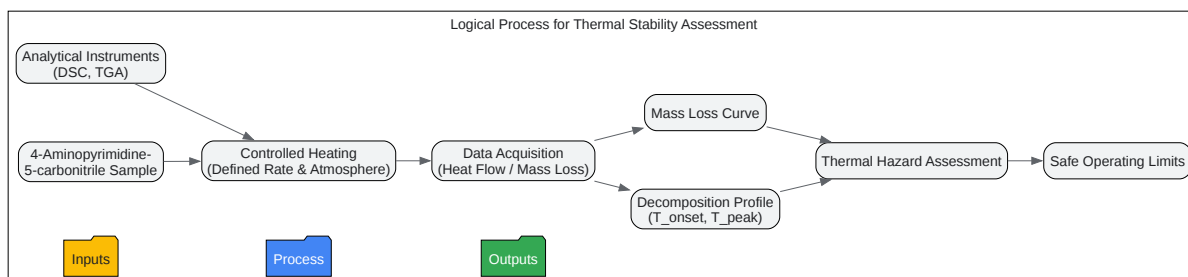 Logical Process for Thermal Stability Assessment
Analytical Instruments
(DSC, TGA)
4-Aminopyrimidine-
5-carbonitrile Sample
Controlled Heating
(Defined Rate & Atmosphere)
Data Acquisition
(Heat Flow / Mass Loss)
Mass Loss Curve
Decomposition Profile
(T_onset, T_peak)
Thermal Hazard Assessment
Safe Operating Limits
Inputs
Process
Outputs